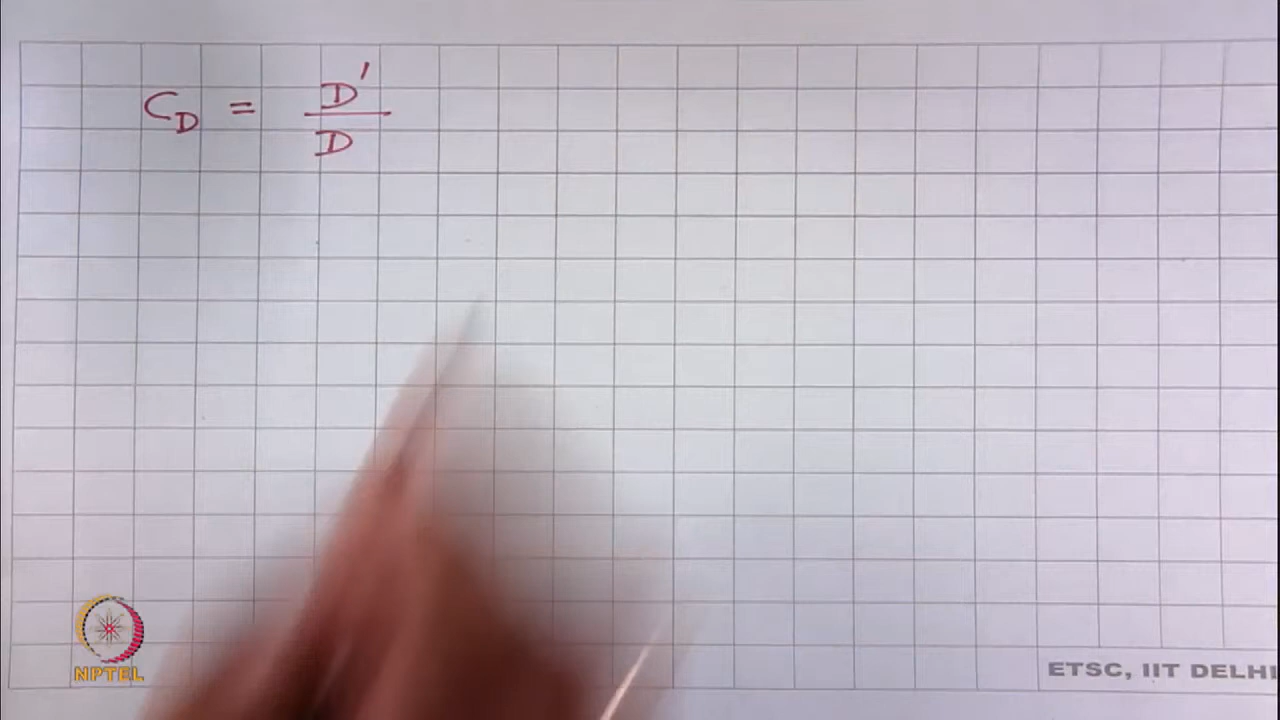 C_D = D' / D
NPTEL
ETSC, IIT DELHI